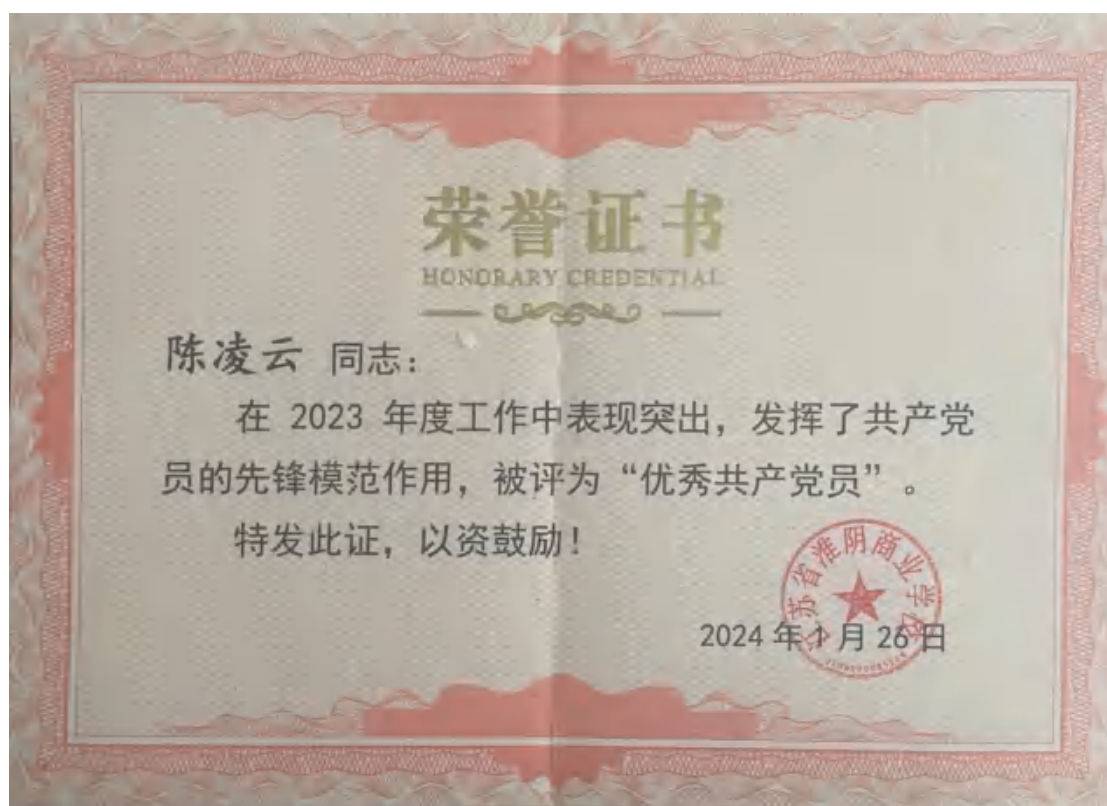 荣誉证书
HONORARY CREDENTIAL
陈凌云 同志：
在 2023 年度工作中表现突出，发挥了共产党
员的先锋模范作用，被评为“优秀共产党员”。
特发此证，以资鼓励！
江苏省淮阴商业学校
2024 年 1 月 26 日